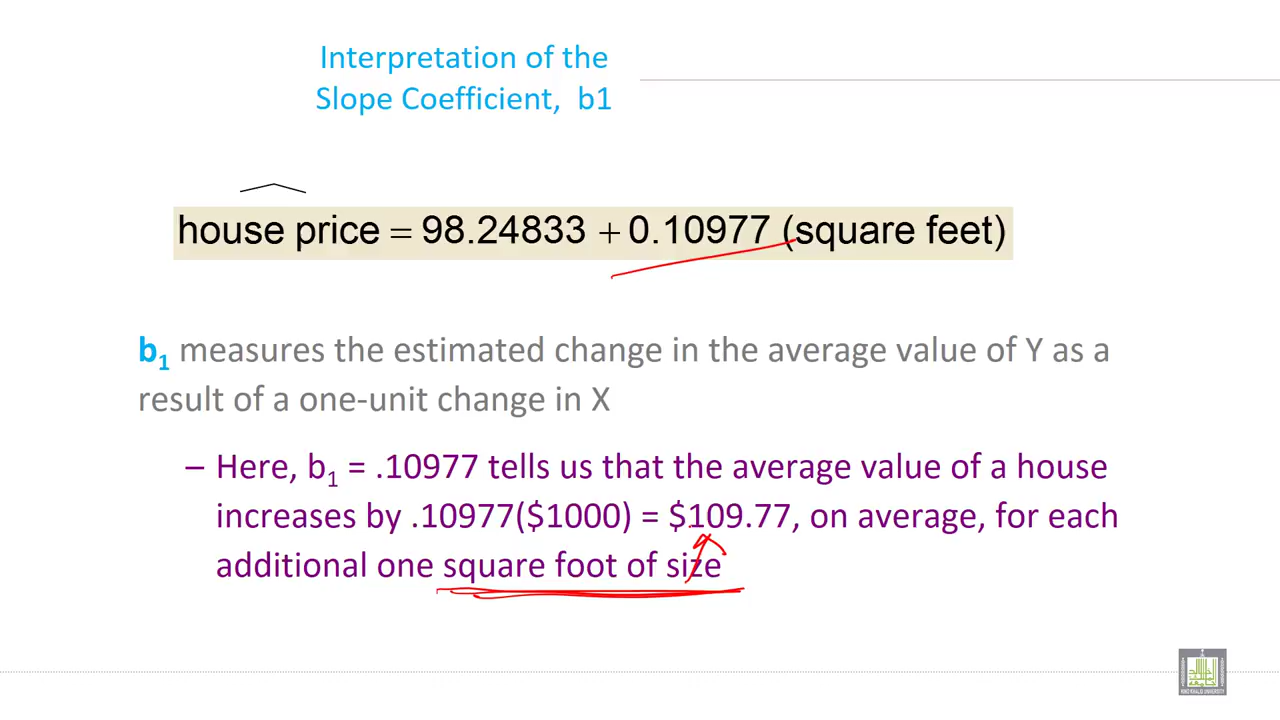 Interpretation of the
Slope Coefficient, b1
house price = 98.24833 + 0.10977 (square feet)
b1 measures the estimated change in the average value of Y as a
result of a one-unit change in X
– Here, b1 = .10977 tells us that the average value of a house
increases by .10977($1000) = $109.77, on average, for each
additional one square foot of size
KING KHALID UNIVERSITY